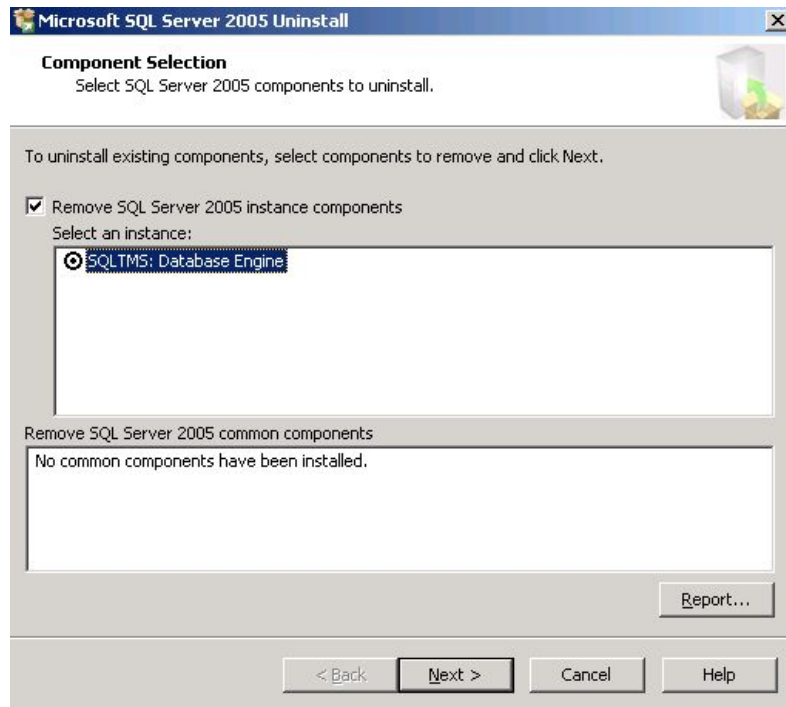 Microsoft SQL Server 2005 Uninstall
Component Selection
Select SQL Server 2005 components to uninstall.
To uninstall existing components, select components to remove and click Next.
Remove SQL Server 2005 instance components
Select an instance:
SQLTMS: Database Engine
Remove SQL Server 2005 common components
No common components have been installed.
Report...
< Back Next > Cancel Help